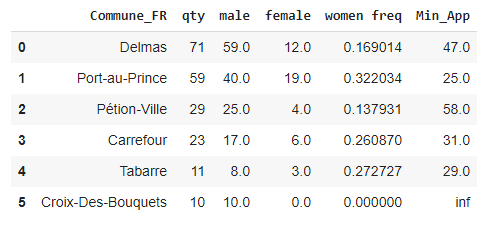 Commune_FR qty male female women freq Min_App
0 Delmas 71 59.0 12.0 0.169014 47.0
1 Port-au-Prince 59 40.0 19.0 0.322034 25.0
2 Pétion-Ville 29 25.0 4.0 0.137931 58.0
3 Carrefour 23 17.0 6.0 0.260870 31.0
4 Tabarre 11 8.0 3.0 0.272727 29.0
5 Croix-Des-Bouquets 10 10.0 0.0 0.000000 inf